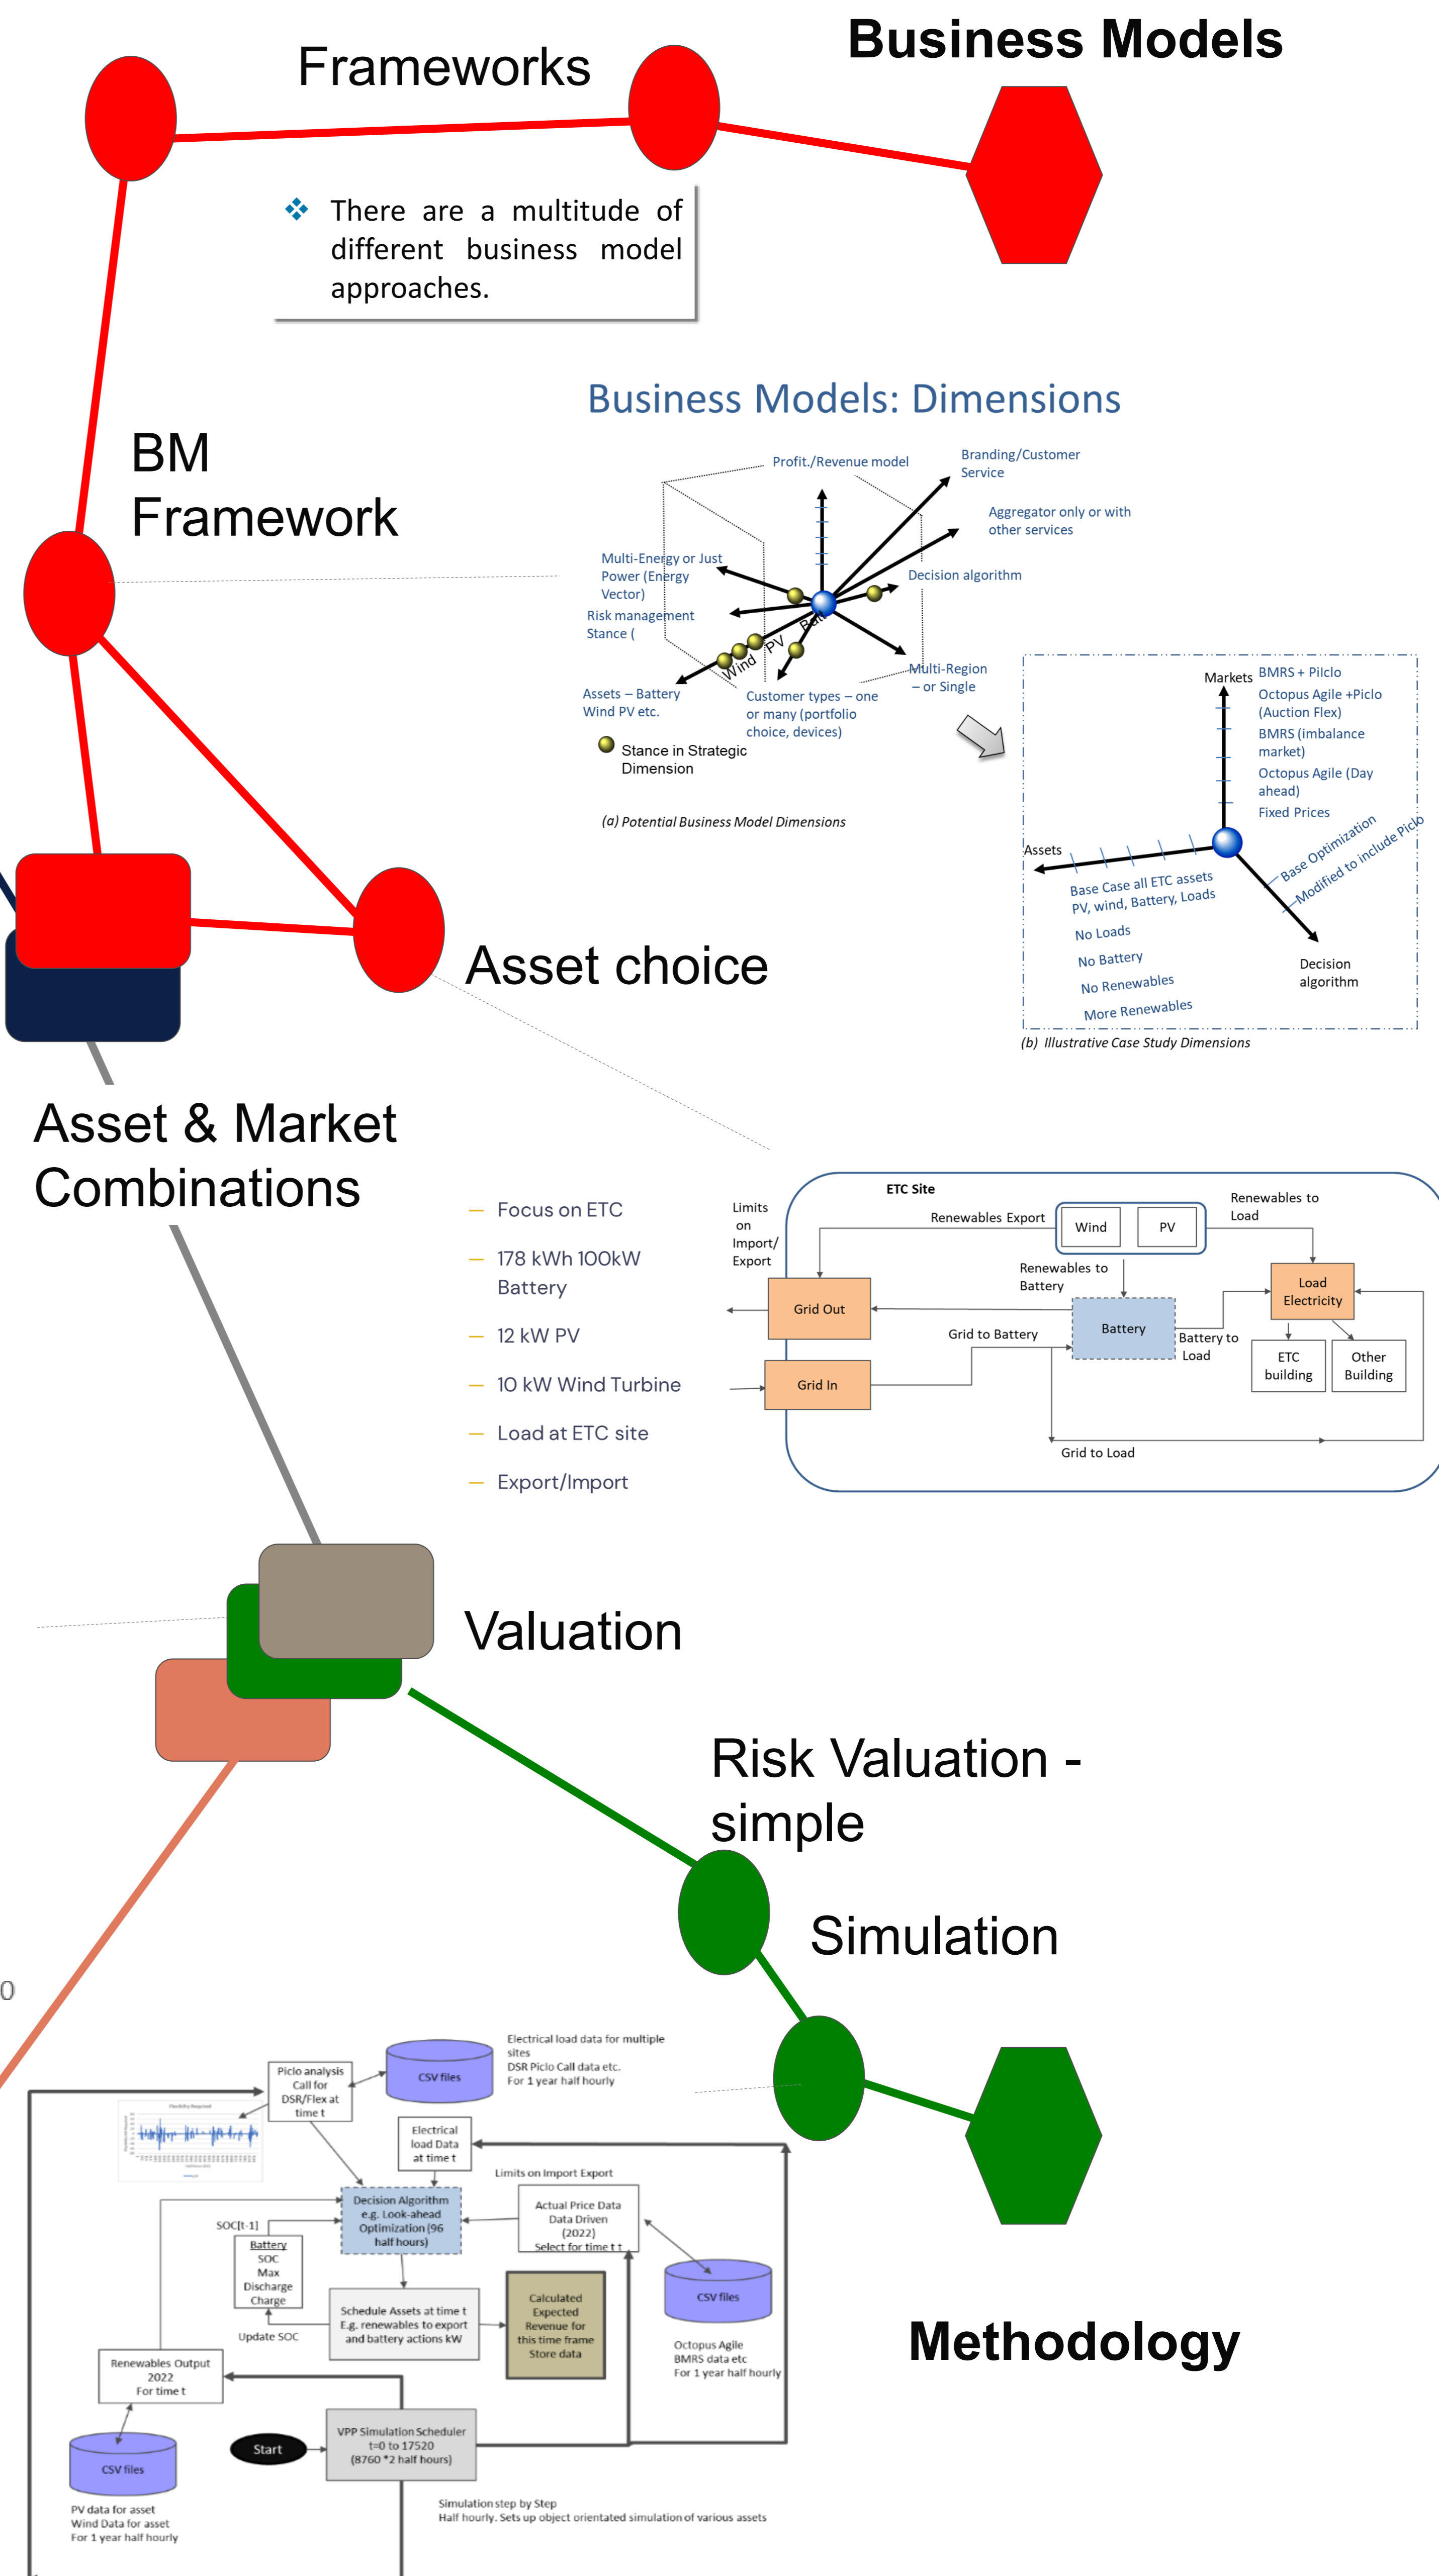 Business Models
Frameworks
There are a multitude of
different business model
approaches.
Business Models: Dimensions
BM
Framework
Profit./Revenue model
Branding/Customer
Service
Aggregator only or with
other services
Multi-Energy or Just
Power (Energy
Vector)
Decision algorithm
Risk management
Stance (
Batt
PV
Wind
Assets – Battery
Wind PV etc.
Customer types – one
or many (portfolio
choice, devices)
Multi-Region
– or Single
Stance in Strategic
Dimension
(a) Potential Business Model Dimensions
Markets
BMRS + Pilclo
Octopus Agile +Piclo
(Auction Flex)
BMRS (imbalance
market)
Octopus Agile (Day
ahead)
Fixed Prices
Base Optimization
Modified to include Piclo
Assets
Base Case all ETC assets
PV, wind, Battery, Loads
No Loads
No Battery
No Renewables
More Renewables
Decision
algorithm
(b) Illustrative Case Study Dimensions
Asset choice
Asset & Market
Combinations
Focus on ETC
178 kWh 100kW
Battery
12 kW PV
10 kW Wind Turbine
Load at ETC site
Export/Import
ETC Site
Limits
on
Import/
Export
Renewables Export
Wind
PV
Renewables to
Load
Renewables to
Battery
Load
Electricity
Grid Out
Battery
Grid to Battery
Battery to
Load
ETC
building
Other
Building
Grid In
Grid to Load
Valuation
Risk Valuation -
simple
Simulation
0
Electrical load data for multiple
sites
DSR Piclo Call data etc.
For 1 year half hourly
CSV files
Piclo analysis
Call for
DSR/Flex at
time t
Flexibility Required
Electrical
load Data
at time t
Limits on Import Export
Decision Algorithm
e.g. Look-ahead
Optimization (96
half hours)
Actual Price Data
Data Driven
(2022)
Select for time t t
SOC[t-1]
Battery
SOC
Max
Discharge
Charge
Update SOC
Schedule Assets at time t
E.g. renewables to export
and battery actions kW
Calculated
Expected
Revenue for
this time frame
Store data
CSV files
Octopus Agile
BMRS data etc
For 1 year half hourly
Methodology
Renewables Output
2022
For time t
VPP Simulation Scheduler
t=0 to 17520
(8760 *2 half hours)
Start
CSV files
PV data for asset
Wind Data for asset
For 1 year half hourly
Simulation step by Step
Half hourly. Sets up object orientated simulation of various assets